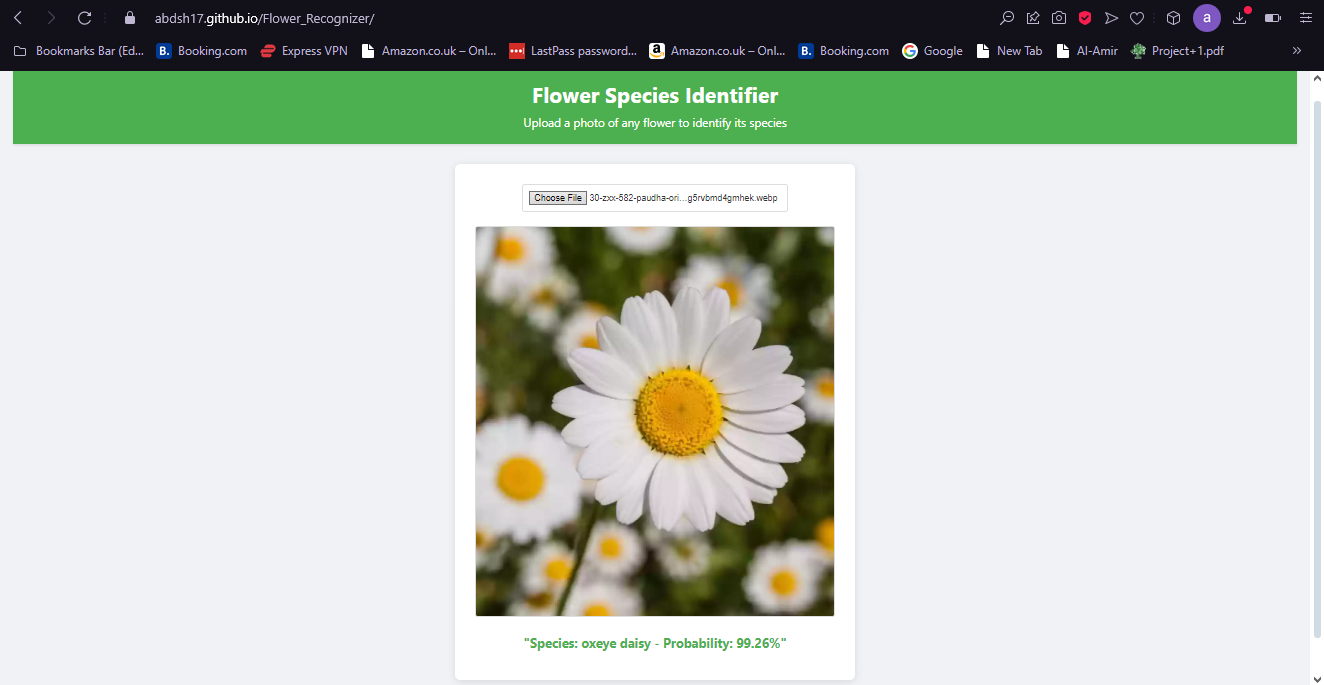 abdsh17.github.io/Flower_Recognizer/
a
Bookmarks Bar (Ed... B. Booking.com Express VPN Amazon.co.uk – Onl... LastPass password... a Amazon.co.uk – Onl... B. Booking.com G Google New Tab Al-Amir Project+1.pdf »
Flower Species Identifier
Upload a photo of any flower to identify its species
Choose File 30-zxx-582-paudha-ori...g5rvbmd4gmhek.webp
"Species: oxeye daisy - Probability: 99.26%"